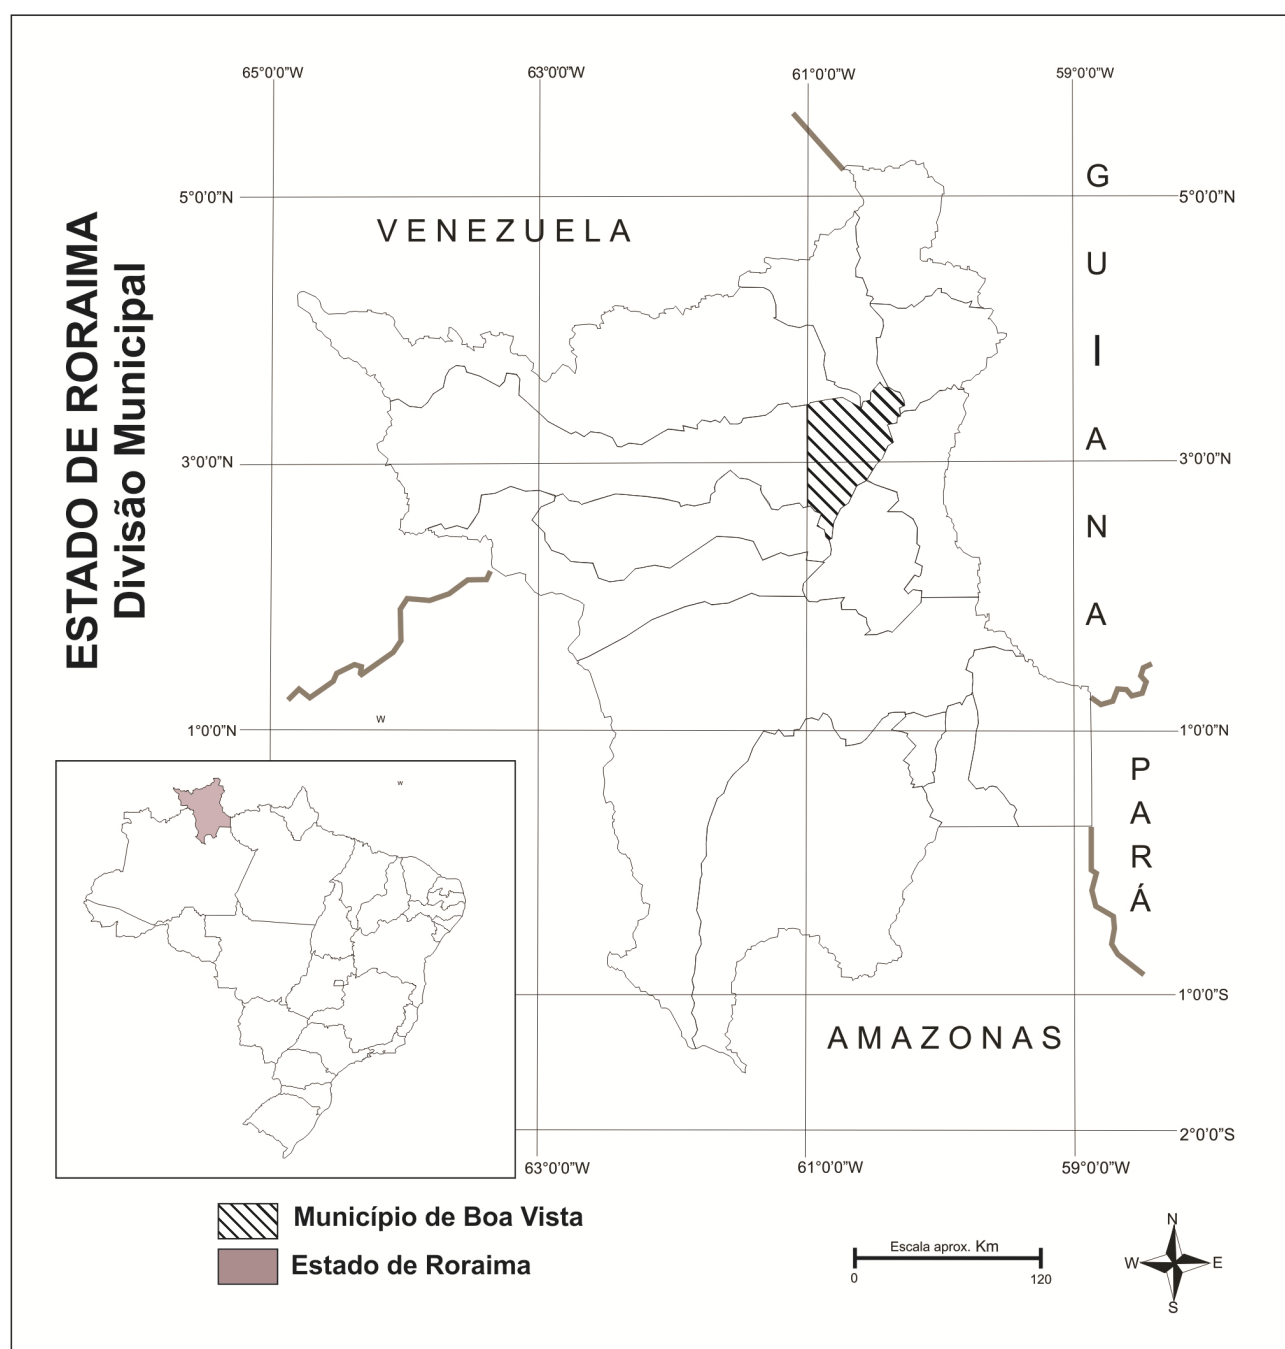 65°0'0"W
63°0'0"W
61°0'0"W
59°0'0"W
5°0'0"N
5°0'0"N
VENEZUELA
GUIANA
ESTADO DE RORAIMA
Divisão Municipal
3°0'0"N
3°0'0"N
W
1°0'0"N
1°0'0"N
W
PARÁ
1°0'0"S
AMAZONAS
2°0'0"S
63°0'0"W
61°0'0"W
59°0'0"W
Município de Boa Vista
Estado de Roraima
Escala aprox. Km
0
120
N
W
E
S